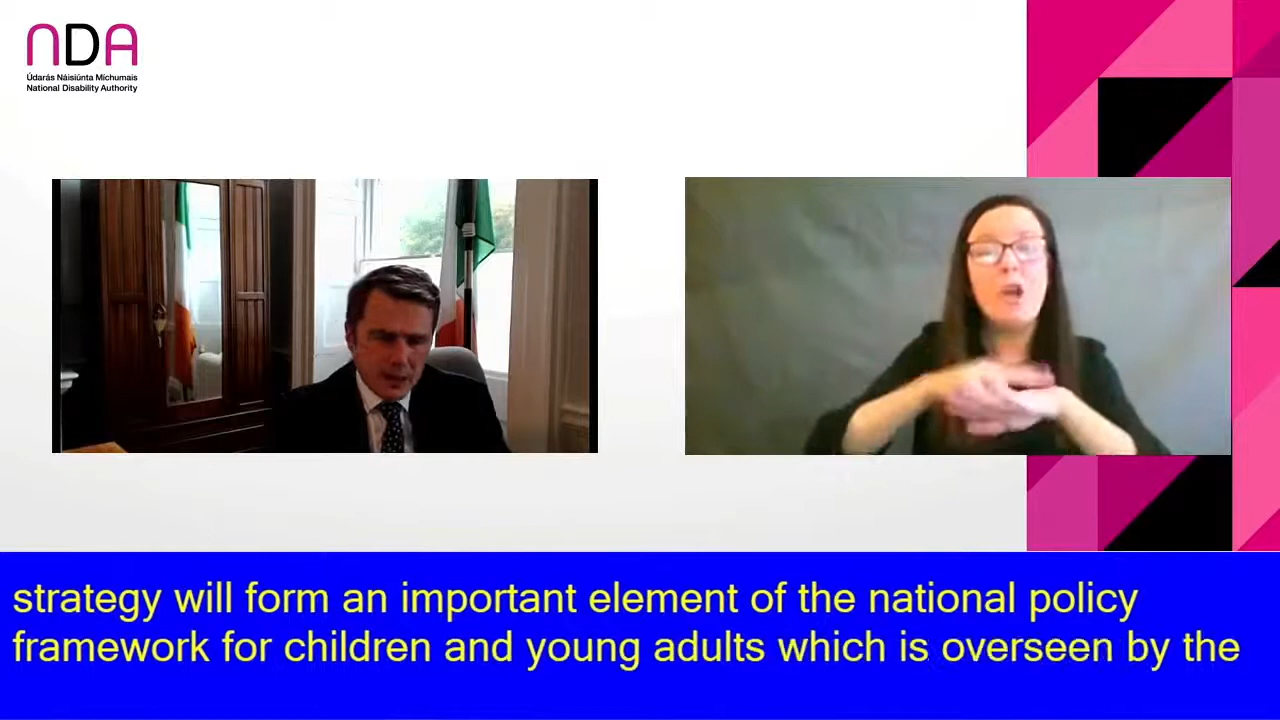 NDA
Údarás Náisiúnta Míchumais
National Disability Authority
strategy will form an important element of the national policy
framework for children and young adults which is overseen by the